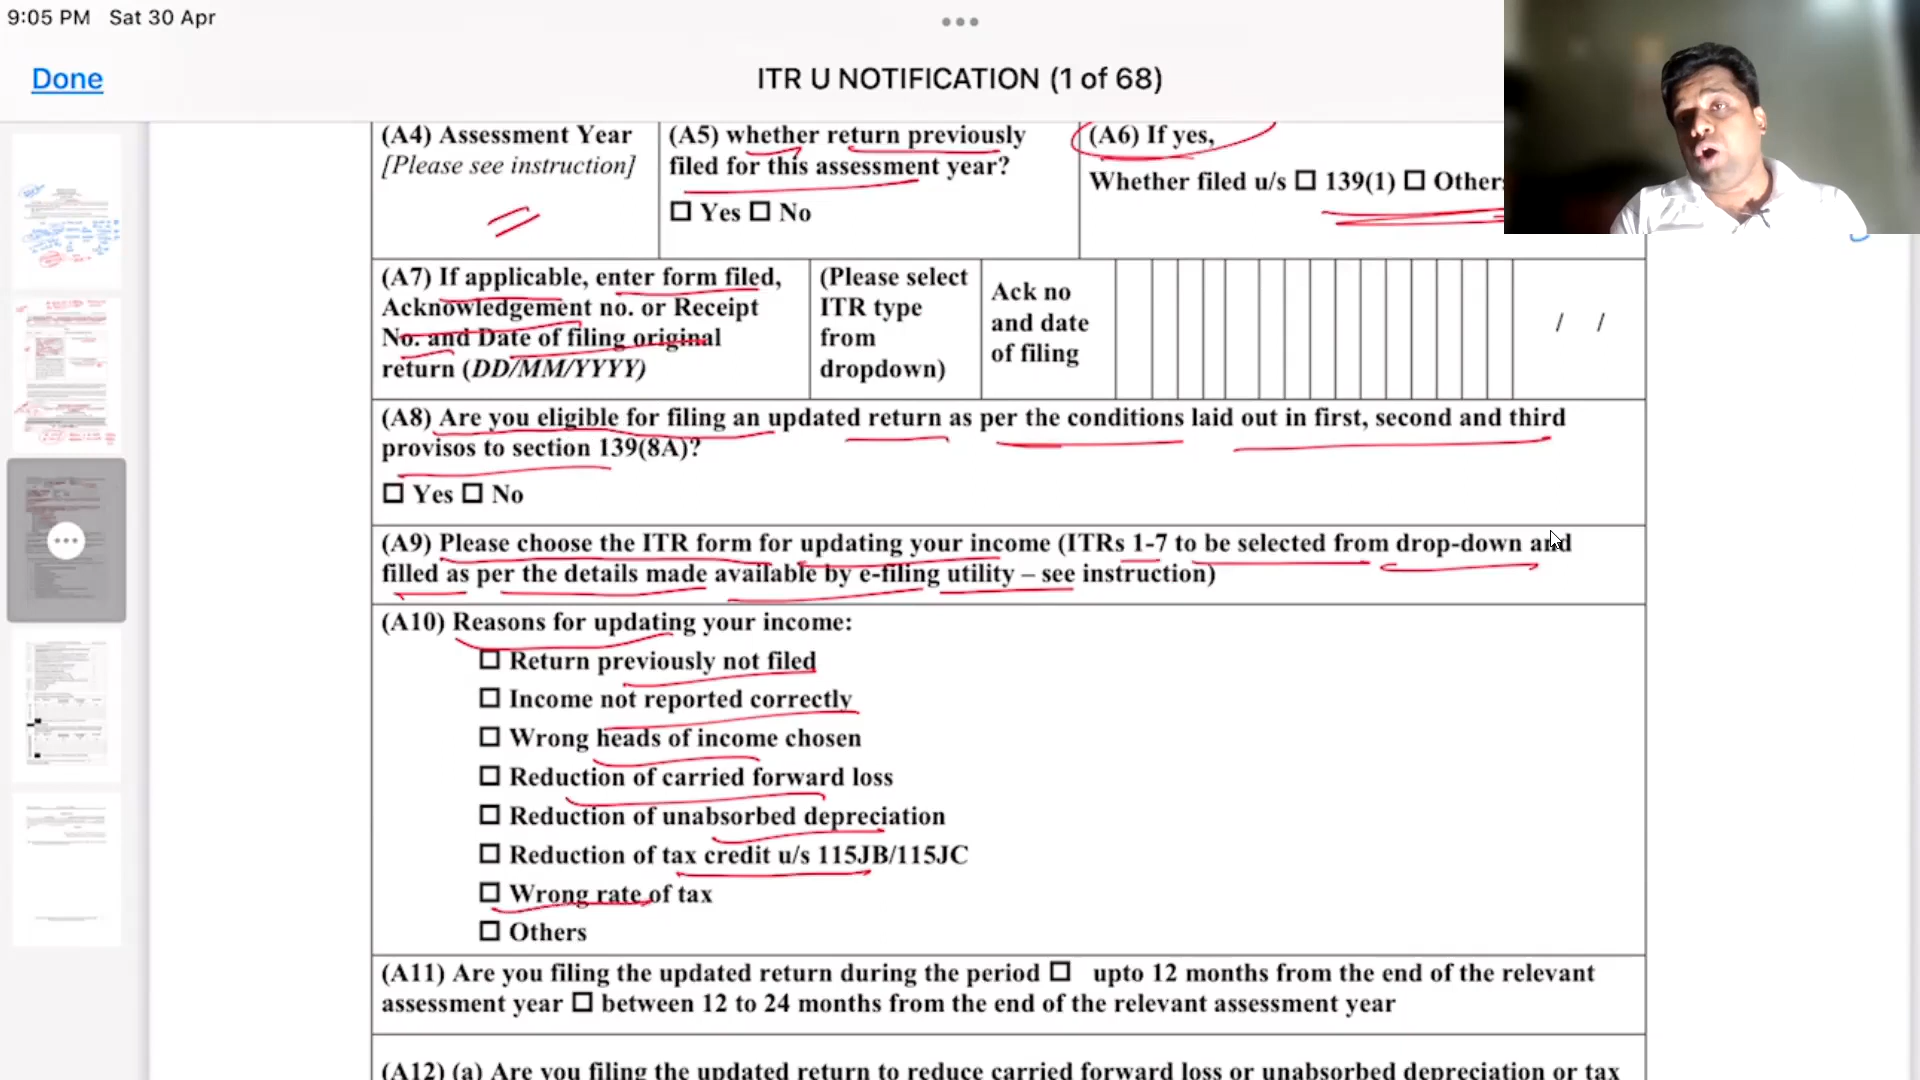 9:05 PM Sat 30 Apr
Done
ITR U NOTIFICATION (1 of 68)
(A4) Assessment Year
[Please see instruction]
(A5) whether return previously
filed for this assessment year?
☐ Yes ☐ No
(A6) If yes,
Whether filed u/s ☐ 139(1) ☐ Others
(A7) If applicable, enter form filed,
Acknowledgement no. or Receipt
No. and Date of filing original
return (DD/MM/YYYY)
(Please select
ITR type
from
dropdown)
Ack no
and date
of filing
/ /
(A8) Are you eligible for filing an updated return as per the conditions laid out in first, second and third
provisos to section 139(8A)?
☐ Yes ☐ No
(A9) Please choose the ITR form for updating your income (ITRs 1-7 to be selected from drop-down and
filled as per the details made available by e-filing utility – see instruction)
(A10) Reasons for updating your income:
☐ Return previously not filed
☐ Income not reported correctly
☐ Wrong heads of income chosen
☐ Reduction of carried forward loss
☐ Reduction of unabsorbed depreciation
☐ Reduction of tax credit u/s 115JB/115JC
☐ Wrong rate of tax
☐ Others
(A11) Are you filing the updated return during the period ☐ upto 12 months from the end of the relevant
assessment year ☐ between 12 to 24 months from the end of the relevant assessment year
(A12) (a) Are you filing the updated return to reduce carried forward loss or unabsorbed depreciation or tax